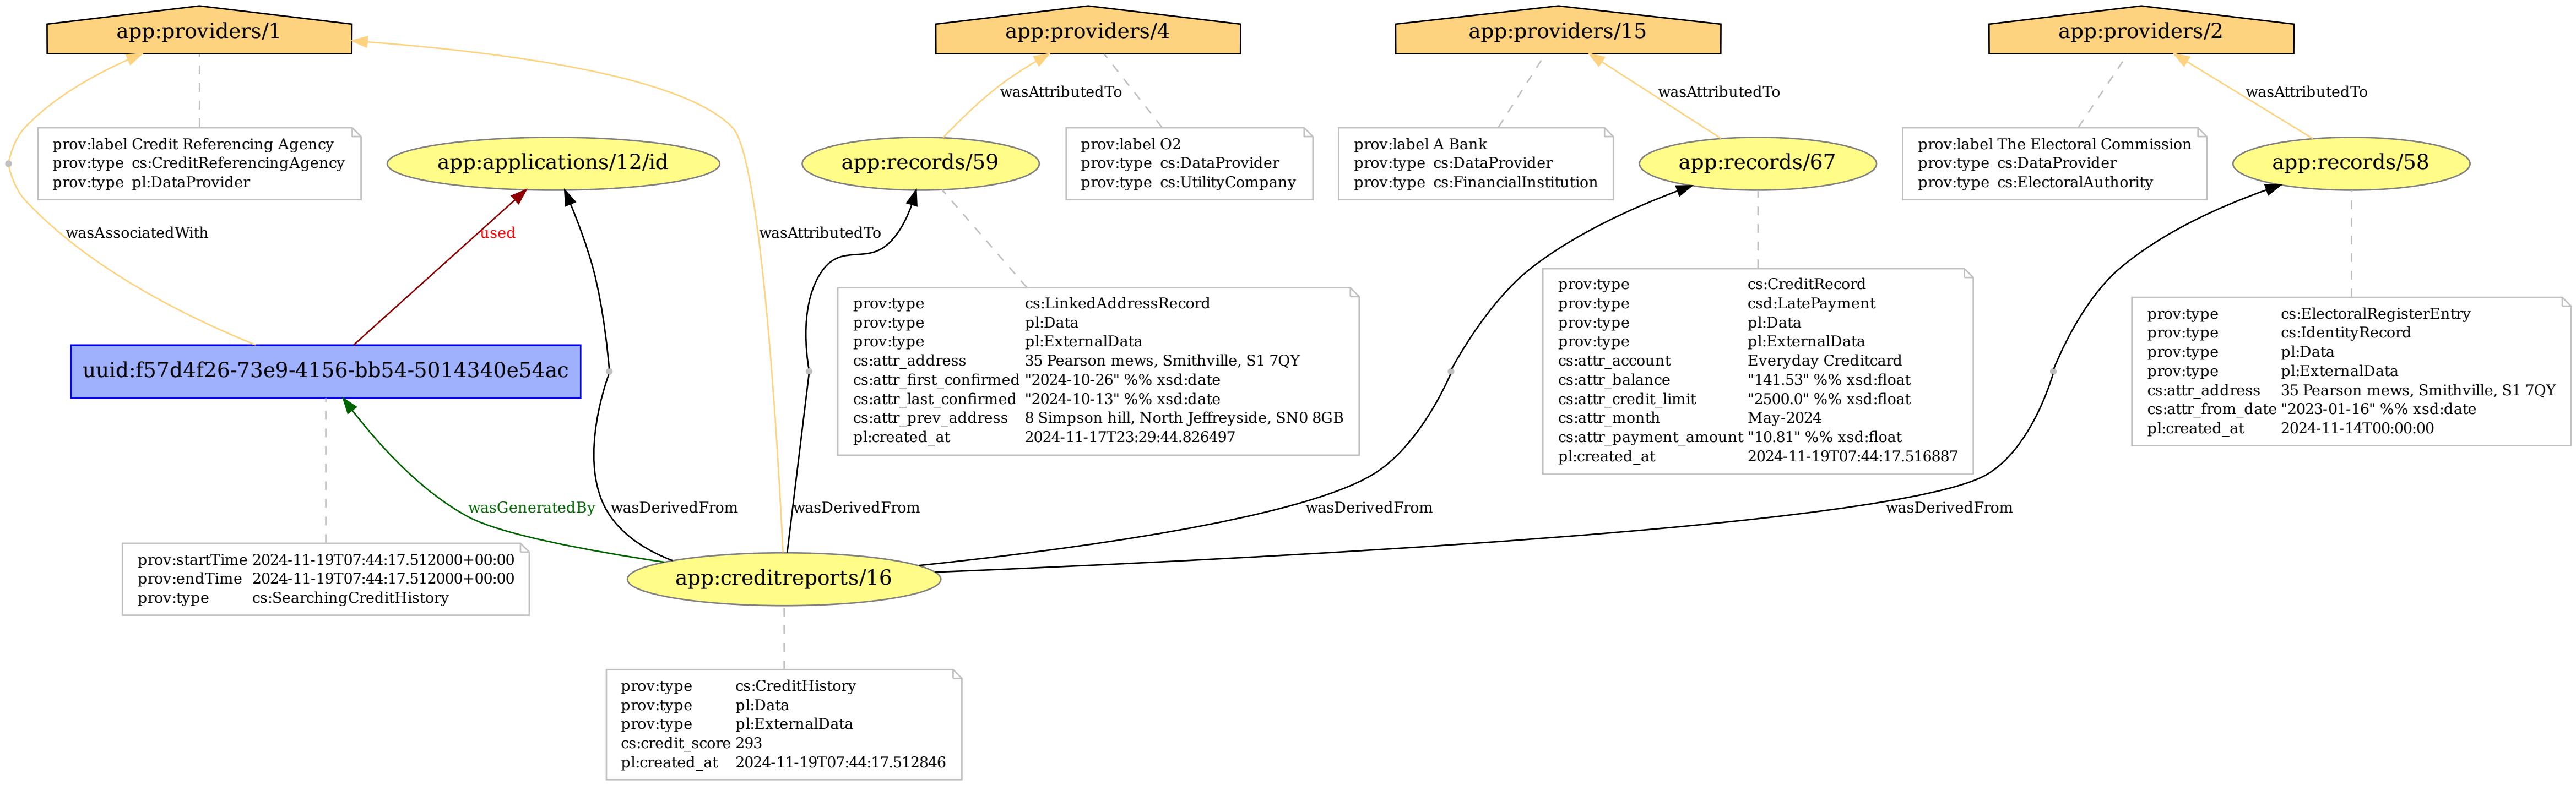 app:providers/1
app:providers/4
app:providers/15
app:providers/2
wasAttributedTo
wasAttributedTo
wasAttributedTo
prov:label Credit Referencing Agency
prov:type cs:CreditReferencingAgency
prov:type pl:DataProvider
app:applications/12/id
app:records/59
prov:label O2
prov:type cs:DataProvider
prov:type cs:UtilityCompany
prov:label A Bank
prov:type cs:DataProvider
prov:type cs:FinancialInstitution
app:records/67
prov:label The Electoral Commission
prov:type cs:DataProvider
prov:type cs:ElectoralAuthority
app:records/58
wasAssociatedWith
used
wasAttributedTo
uuid:f57d4f26-73e9-4156-bb54-5014340e54ac
prov:type cs:LinkedAddressRecord
prov:type pl:Data
prov:type pl:ExternalData
cs:attr_address 35 Pearson mews, Smithville, S1 7QY
cs:attr_first_confirmed "2024-10-26" %% xsd:date
cs:attr_last_confirmed "2024-10-13" %% xsd:date
cs:attr_prev_address 8 Simpson hill, North Jeffreyside, SN0 8GB
pl:created_at 2024-11-17T23:29:44.826497
prov:type cs:CreditRecord
prov:type csd:LatePayment
prov:type pl:Data
prov:type pl:ExternalData
cs:attr_account Everyday Creditcard
cs:attr_balance "141.53" %% xsd:float
cs:attr_credit_limit "2500.0" %% xsd:float
cs:attr_month May-2024
cs:attr_payment_amount "10.81" %% xsd:float
pl:created_at 2024-11-19T07:44:17.516887
prov:type cs:ElectoralRegisterEntry
prov:type cs:IdentityRecord
prov:type pl:Data
prov:type pl:ExternalData
cs:attr_address 35 Pearson mews, Smithville, S1 7QY
cs:attr_from_date "2023-01-16" %% xsd:date
pl:created_at 2024-11-14T00:00:00
wasGeneratedBy
wasDerivedFrom
wasDerivedFrom
wasDerivedFrom
wasDerivedFrom
prov:startTime 2024-11-19T07:44:17.512000+00:00
prov:endTime 2024-11-19T07:44:17.512000+00:00
prov:type cs:SearchingCreditHistory
app:creditreports/16
prov:type cs:CreditHistory
prov:type pl:Data
prov:type pl:ExternalData
cs:credit_score 293
pl:created_at 2024-11-19T07:44:17.512846